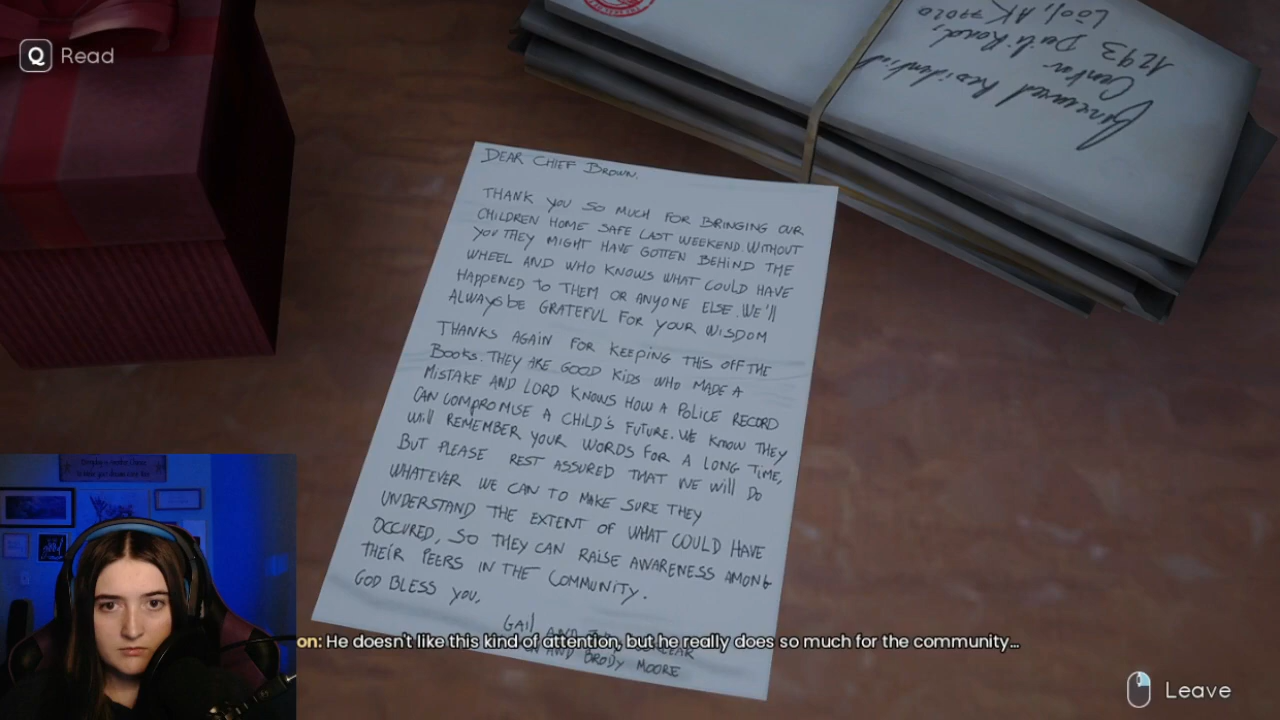 Q Read
1293 Dali Road,
Center
DEAR CHIEF BROWN.
THANK YOU SO MUCH FOR BRINGING OUR
CHILDREN HOME SAFE LAST WEEKEND. WITHOUT
YOU THEY MIGHT HAVE GOTTEN BEHIND THE
WHEEL AND WHO KNOWS WHAT COULD HAVE
HAPPENED TO THEM OR ANYONE ELSE. WE'll
ALWAYS BE GRATEFUL FOR YOUR WISDOM
THANKS AGAIN FOR KEEPING THIS OFF THE
BOOKS. THEY ARE GOOD KIDS WHO MADE A
MISTAKE AND LORD KNOWS HOW A POLICE RECORD
CAN COMPROMISE A CHILD'S FUTURE. WE KNOW THEY
Will REMEMBER YOUR WORDS FOR A LONG TIME,
BUT PLEASE REST ASSURED THAT WE Will DO
WHATEVER WE CAN TO MAKE SURE THEY
UNDERSTAND THE EXTENT OF WHAT COULD HAVE
OCCURED, SO THEY CAN RAISE AWARENESS AMONG
THEIR PEERS IN THE COMMUNITY.
GOD BLESS YOU,
GAil AND
AND BRODY MOORE
on: He doesn't like this kind of attention, but he really does so much for the community...
Leave